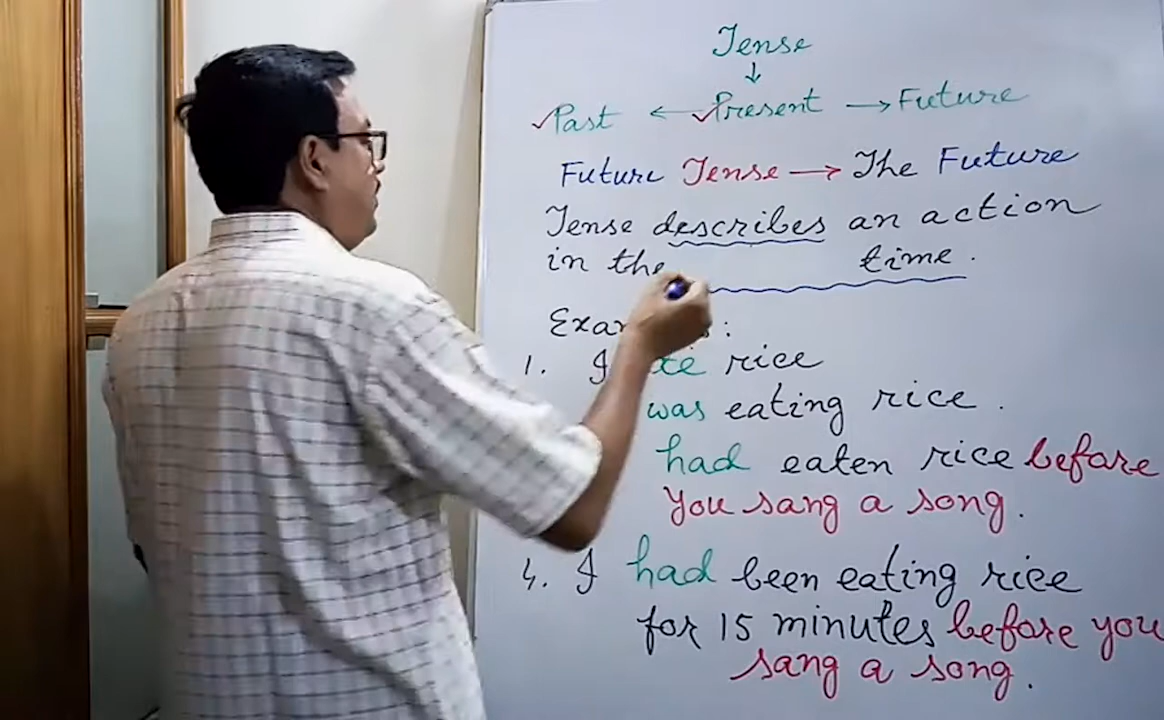 Tense
↓
Past ← Present → Future
Future Tense → The Future
Tense describes an action
in the time.
:
1. I rice
was eating rice.
had eaten rice before
you sang a song.
4. I had been eating rice
for 15 minutes before you
sang a song.